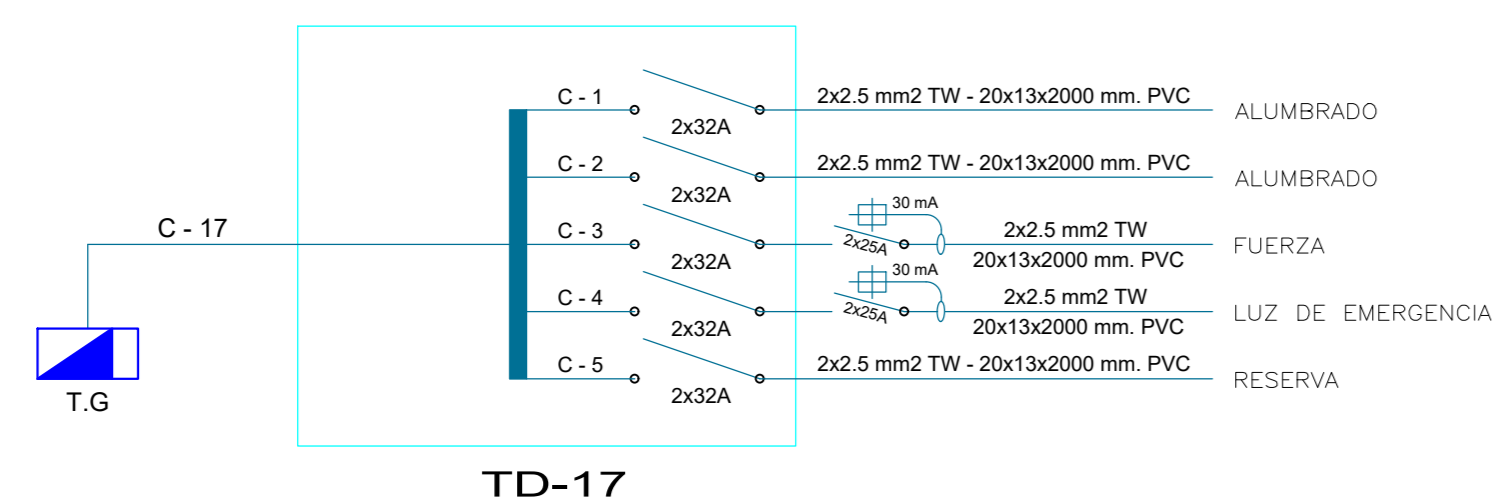 C - 1
2x32A
2x2.5 mm2 TW - 20x13x2000 mm. PVC
ALUMBRADO
C - 2
2x32A
2x2.5 mm2 TW - 20x13x2000 mm. PVC
ALUMBRADO
C - 17
C - 3
2x32A
30 mA
2x25A
2x2.5 mm2 TW
20x13x2000 mm. PVC
FUERZA
C - 4
2x32A
30 mA
2x25A
2x2.5 mm2 TW
20x13x2000 mm. PVC
LUZ DE EMERGENCIA
C - 5
2x32A
2x2.5 mm2 TW - 20x13x2000 mm. PVC
RESERVA
T.G
TD-17